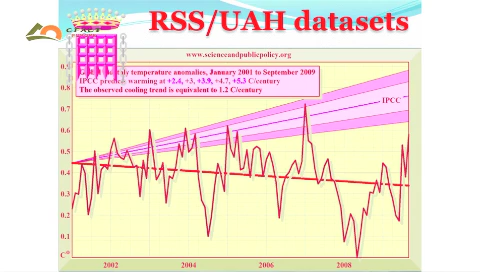 RSS/UAH datasets
www.scienceandpublicpolicy.org
temperature anomalies, January 2001 to September 2009
IPCC predicts warming at +2.4, +3, +3.9, +4.7, +5.3 C/century
The observed cooling trend is equivalent to 1.2 C/century
IPCC
0.9
0.8
0.7
0.6
0.5
0.4
0.3
0.2
0.1
C°
2002 2004 2006 2008